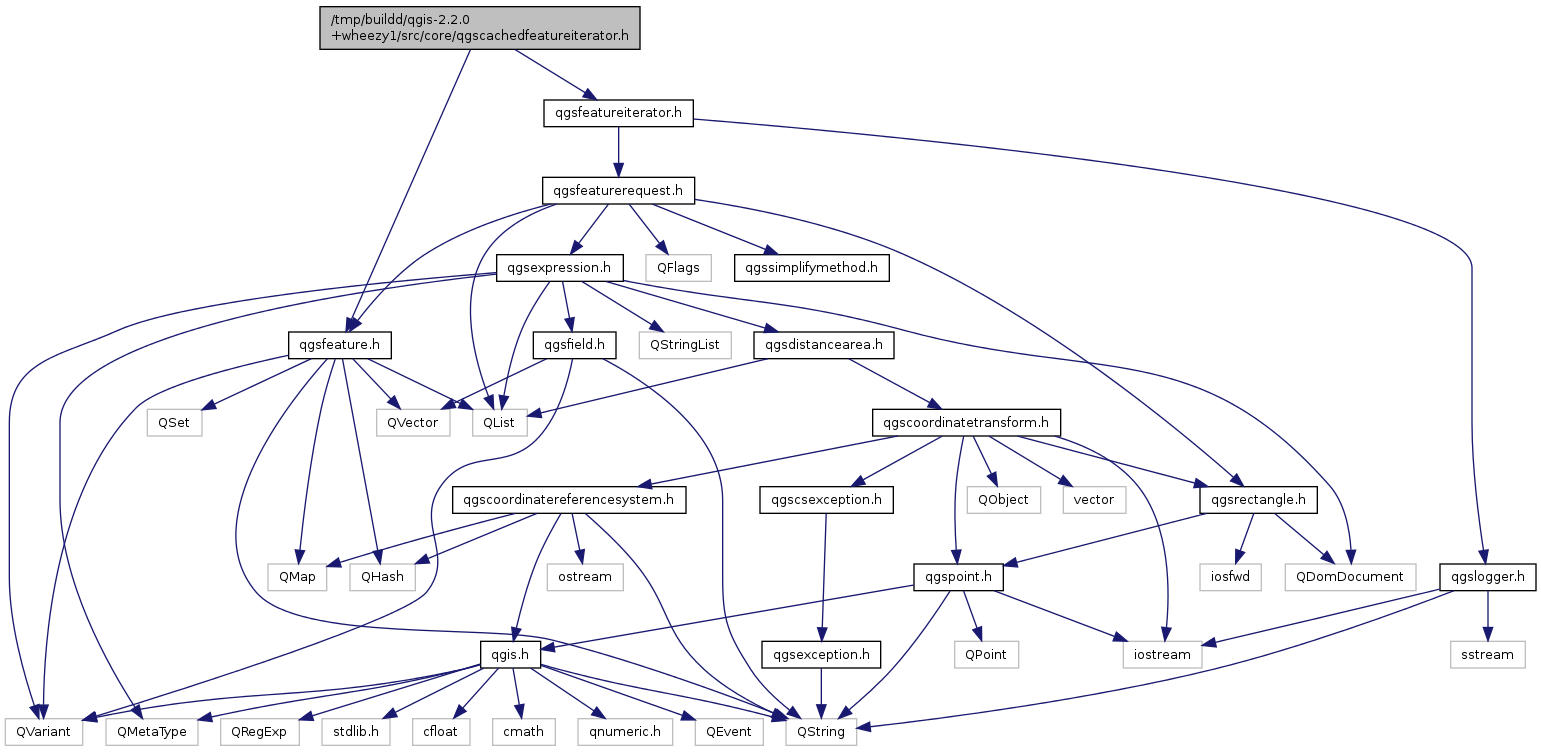 /tmp/buildd/qgis-2.2.0
+wheezy1/src/core/qgscachedfeatureiterator.h
qgsfeatureiterator.h
qgsfeaturerequest.h
qgsexpression.h
QFlags
qgssimplifymethod.h
qgsfeature.h
qgsfield.h
QStringList
qgsdistancearea.h
QSet
QVector
QList
qgscoordinatetransform.h
qgscoordinatereferencesystem.h
qgscsexception.h
QObject
vector
qgsrectangle.h
QMap
QHash
ostream
qgspoint.h
iosfwd
QDomDocument
qgslogger.h
qgis.h
qgsexception.h
QPoint
iostream
sstream
QVariant
QMetaType
QRegExp
stdlib.h
cfloat
cmath
qnumeric.h
QEvent
QString